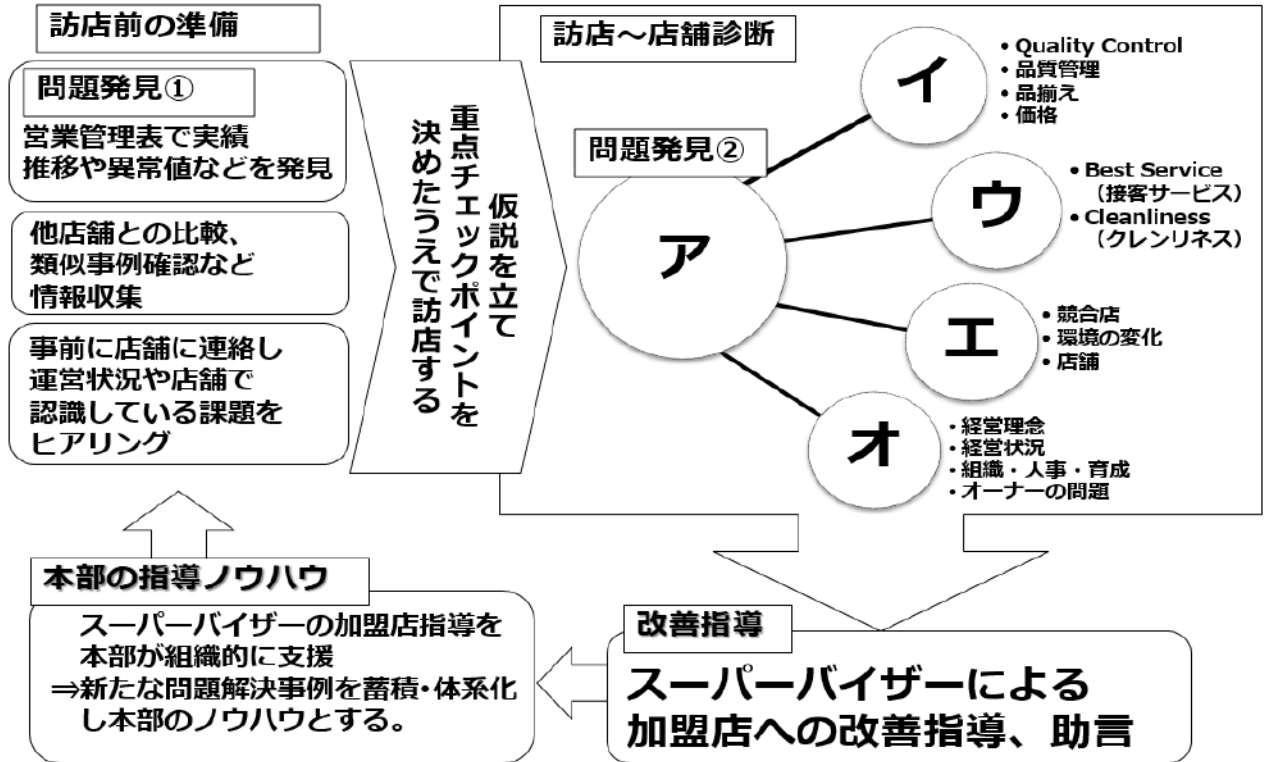 訪店前の準備
問題発見①
営業管理表で実績
推移や異常値などを発見
他店舗との比較、
類似事例確認など
情報収集
事前に店舗に連絡し
運営状況や店舗で
認識している課題を
ヒアリング
仮説を立て
重点チェックポイントを
決めたうえで訪店する
訪店～店舗診断
問題発見②
ア
イ
• Quality Control
• 品質管理
• 品揃え
• 価格
ウ
• Best Service
（接客サービス）
• Cleanliness
（クレンリネス）
エ
• 競合店
• 環境の変化
• 店舗
オ
• 経営理念
• 経営状況
• 組織・人事・育成
• オーナーの問題
改善指導
スーパーバイザーによる
加盟店への改善指導、助言
本部の指導ノウハウ
スーパーバイザーの加盟店指導を
本部が組織的に支援
⇒新たな問題解決事例を蓄積・体系化
し本部のノウハウとする。